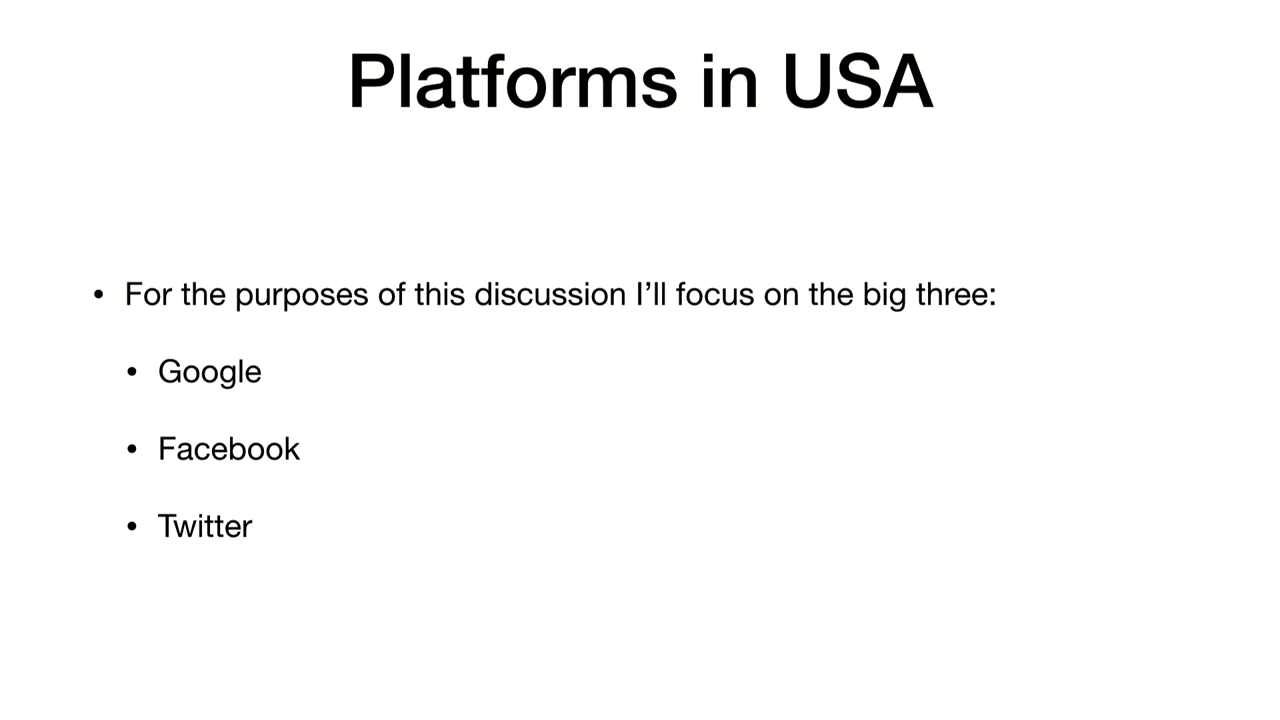 Platforms in USA
• For the purposes of this discussion I’ll focus on the big three:
• Google
• Facebook
• Twitter